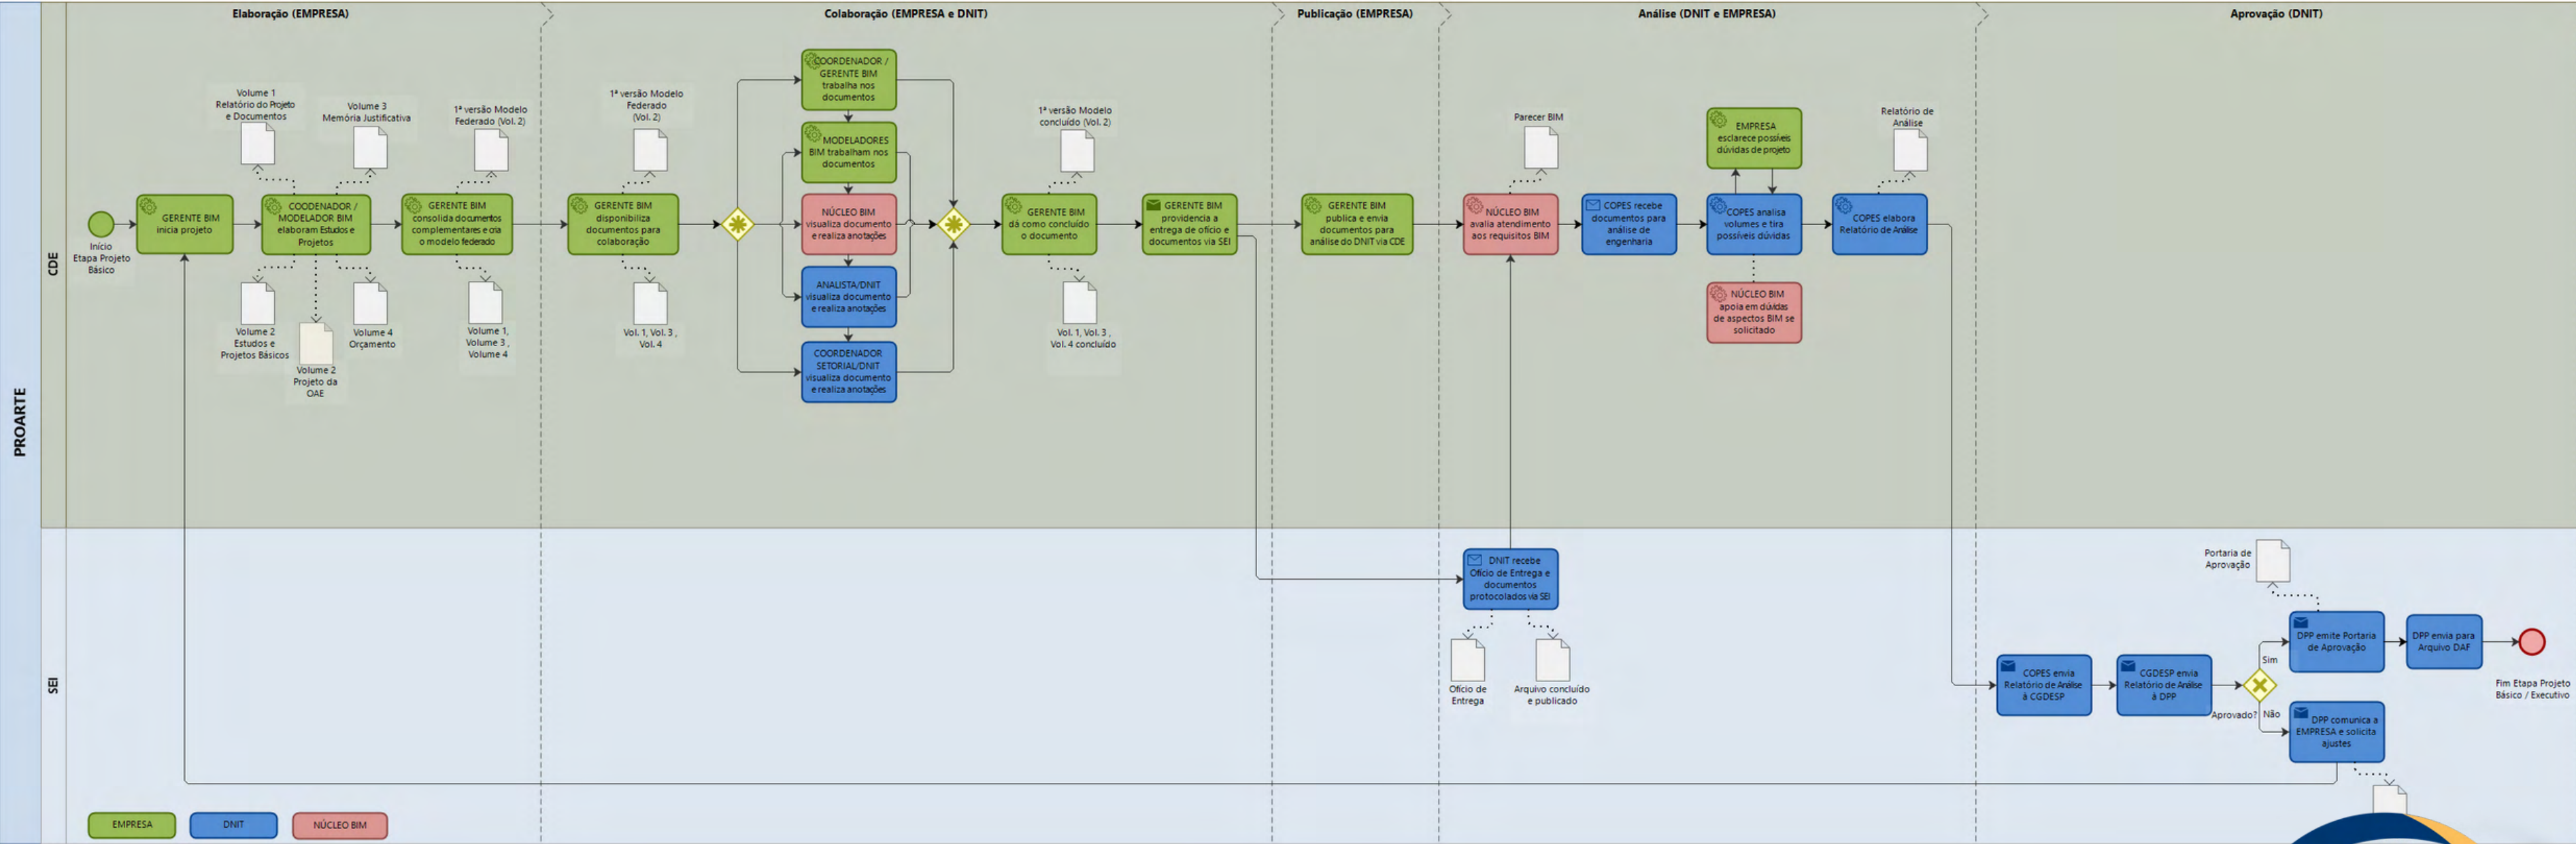 Elaboração (EMPRESA)
Colaboração (EMPRESA e DNIT)
Publicação (EMPRESA)
Análise (DNIT e EMPRESA)
Aprovação (DNIT)
PROARTE
CDE
Início
Etapa Projeto
Básico
GERENTE BIM
inicia projeto
Volume 1
Relatório do Projeto
e Documentos
Volume 3
Memória Justificativa
COODENADOR /
MODELADOR BIM
elaboram Estudos e
Projetos
Volume 2
Estudos e
Projetos Básicos
Volume 2
Projeto da
OAE
Volume 4
Orçamento
1ª versão Modelo
Federado (Vol. 2)
GERENTE BIM
consolida documentos
complementares e cria
o modelo federado
Volume 1,
Volume 3 ,
Volume 4
1ª versão Modelo
Federado
(Vol. 2)
GERENTE BIM
disponibiliza
documentos para
colaboração
Vol. 1, Vol. 3 ,
Vol. 4
COORDENADOR /
GERENTE BIM
trabalha nos
documentos
MODELADORES
BIM trabalham nos
documentos
NÚCLEO BIM
visualiza documento
e realiza anotações
ANALISTA/DNIT
visualiza documento
e realiza anotações
COORDENADOR
SETORIAL/DNIT
visualiza documento
e realiza anotações
1ª versão Modelo
concluído (Vol. 2)
GERENTE BIM
dá como concluído
o documento
Vol. 1, Vol. 3 ,
Vol. 4 concluído
GERENTE BIM
providencia a
entrega de ofício e
documentos via SEI
GERENTE BIM
publica e envia
documentos para
análise do DNIT via CDE
Parecer BIM
NÚCLEO BIM
avalia atendimento
aos requisitos BIM
COPES recebe
documentos para
análise de
engenharia
EMPRESA
esclarece possíveis
dúvidas de projeto
COPES analisa
volumes e tira
possíveis dúvidas
NÚCLEO BIM
apoia em dúvidas
de aspectos BIM se
solicitado
Relatório de
Análise
COPES elabora
Relatório de Análise
SEI
DNIT recebe
Ofício de Entrega e
documentos
protocolados via SEI
Ofício de
Entrega
Arquivo concluído
e publicado
COPES envia
Relatório de Análise
à CGDESP
CGDESP envia
Relatório de Análise
à DPP
Aprovado?
Sim
Não
Portaria de
Aprovação
DPP emite Portaria
de Aprovação
DPP envia para
Arquivo DAF
Fim Etapa Projeto
Básico / Executivo
DPP comunica a
EMPRESA e solicita
ajustes
EMPRESA
DNIT
NÚCLEO BIM